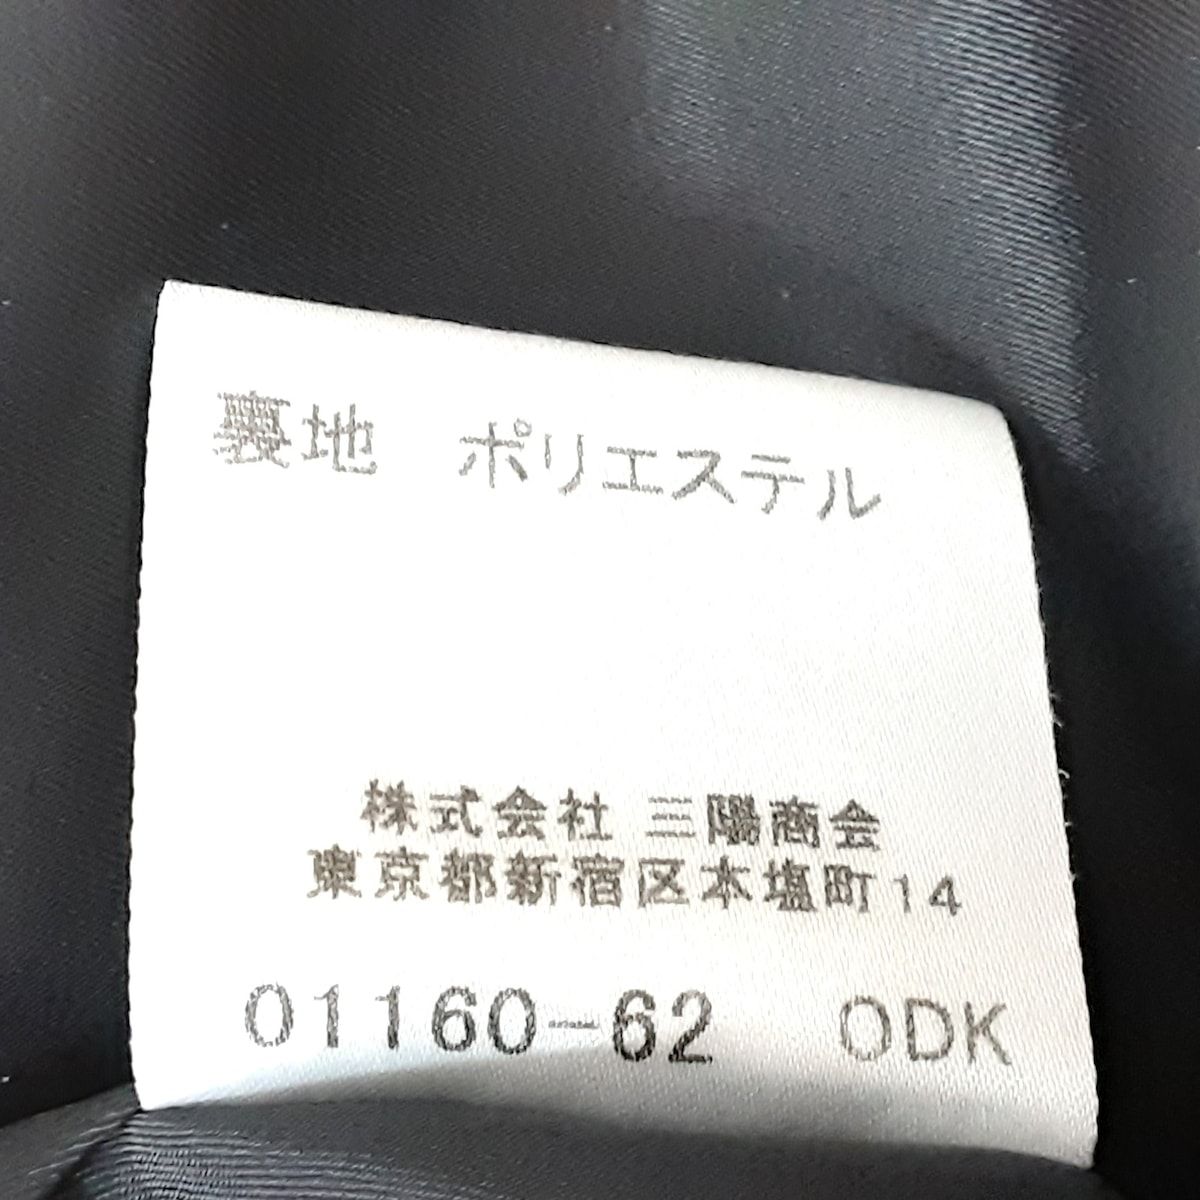 裏地 ポリエステル
株式会社 三陽商会
東京都新宿区本塩町14
01160-62 ODK